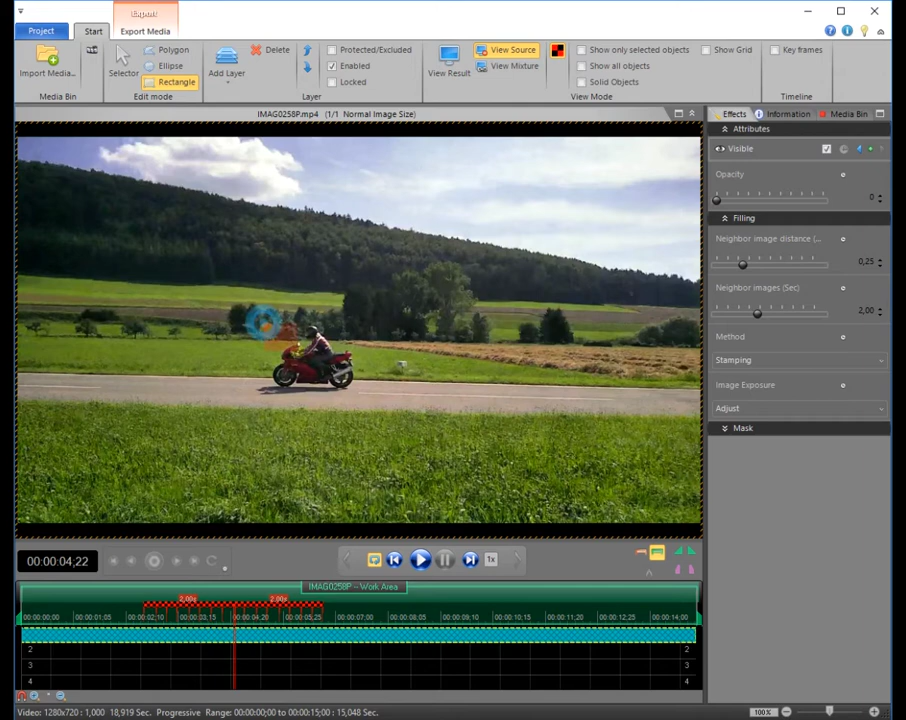 Export
Project Start Export Media
Import Media...
Media Bin
Selector
Polygon
Ellipse
Rectangle
Edit mode
Add Layer
Delete
Protected/Excluded
Enabled
Locked
Layer
View Result
View Source
View Mixture
Show only selected objects
Show all objects
Solid Objects
Show Grid
View Mode
Key frames
Timeline
IMAG0258P.mp4 (1/1 Normal Image Size)
Effects Information Media Bin
Attributes
Visible
Opacity
0
Filling
Neighbor image distance (...
0,25
Neighbor images (Sec)
2,00
Method
Stamping
Image Exposure
Adjust
Mask
00:00:04;22
1x
IMAG0258P -- Work Area
2,00s 2,00s
00:00:00;00 00:00:01;05 00:00:02;10 00:00:03;15 00:00:04;20 00:00:05;25 00:00:07;00 00:00:08;05 00:00:09;10 00:00:10;15 00:00:11;20 00:00:12;25 00:00:14;00
2 2
3 3
4 4
Video: 1280x720 : 1,000 18,919 Sec. Progressive Range: 00:00:00;00 to 00:00:15;00 : 15,048 Sec.
100%